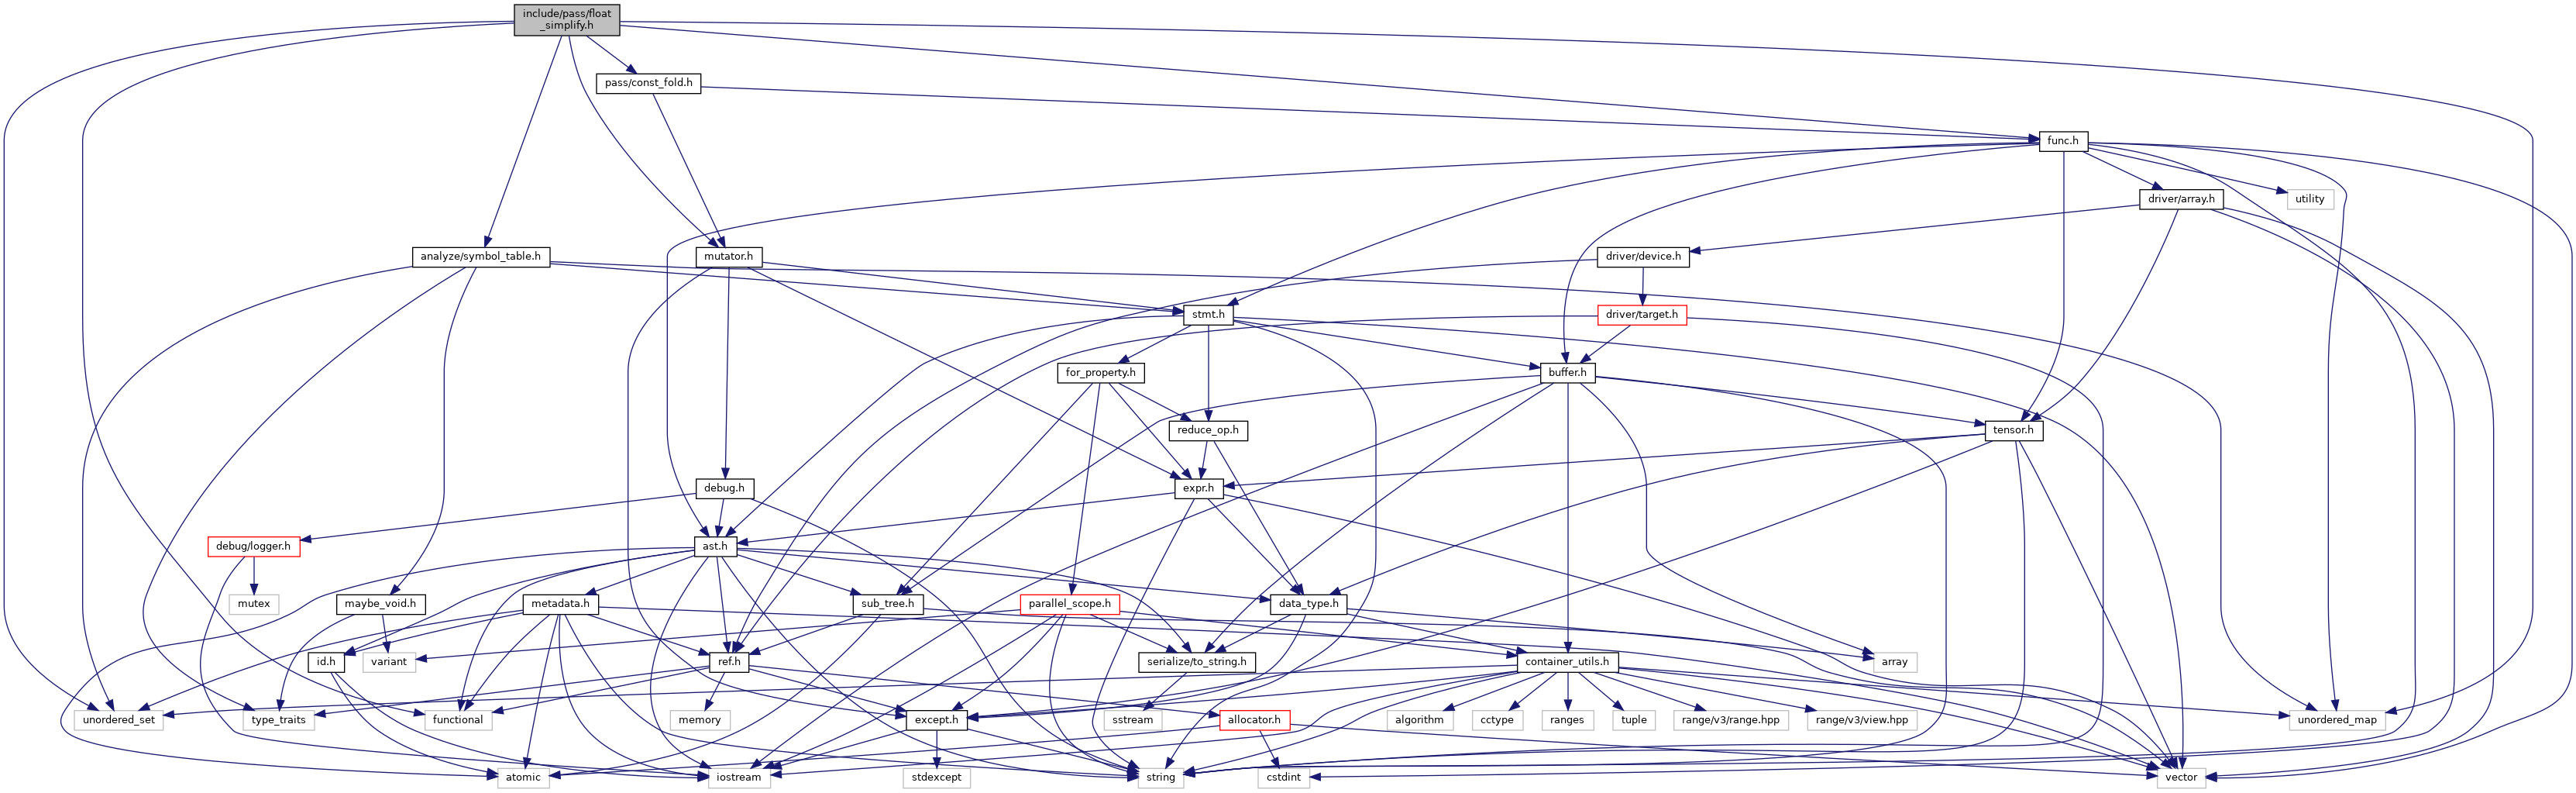 include/pass/float
_simplify.h
pass/const_fold.h
func.h
driver/array.h
utility
analyze/symbol_table.h
mutator.h
driver/device.h
stmt.h
driver/target.h
for_property.h
buffer.h
reduce_op.h
tensor.h
debug.h
expr.h
debug/logger.h
ast.h
mutex
maybe_void.h
metadata.h
sub_tree.h
parallel_scope.h
data_type.h
id.h
variant
ref.h
serialize/to_string.h
container_utils.h
array
unordered_set
type_traits
functional
memory
except.h
sstream
allocator.h
algorithm
cctype
ranges
tuple
range/v3/range.hpp
range/v3/view.hpp
unordered_map
atomic
iostream
stdexcept
string
cstdint
vector